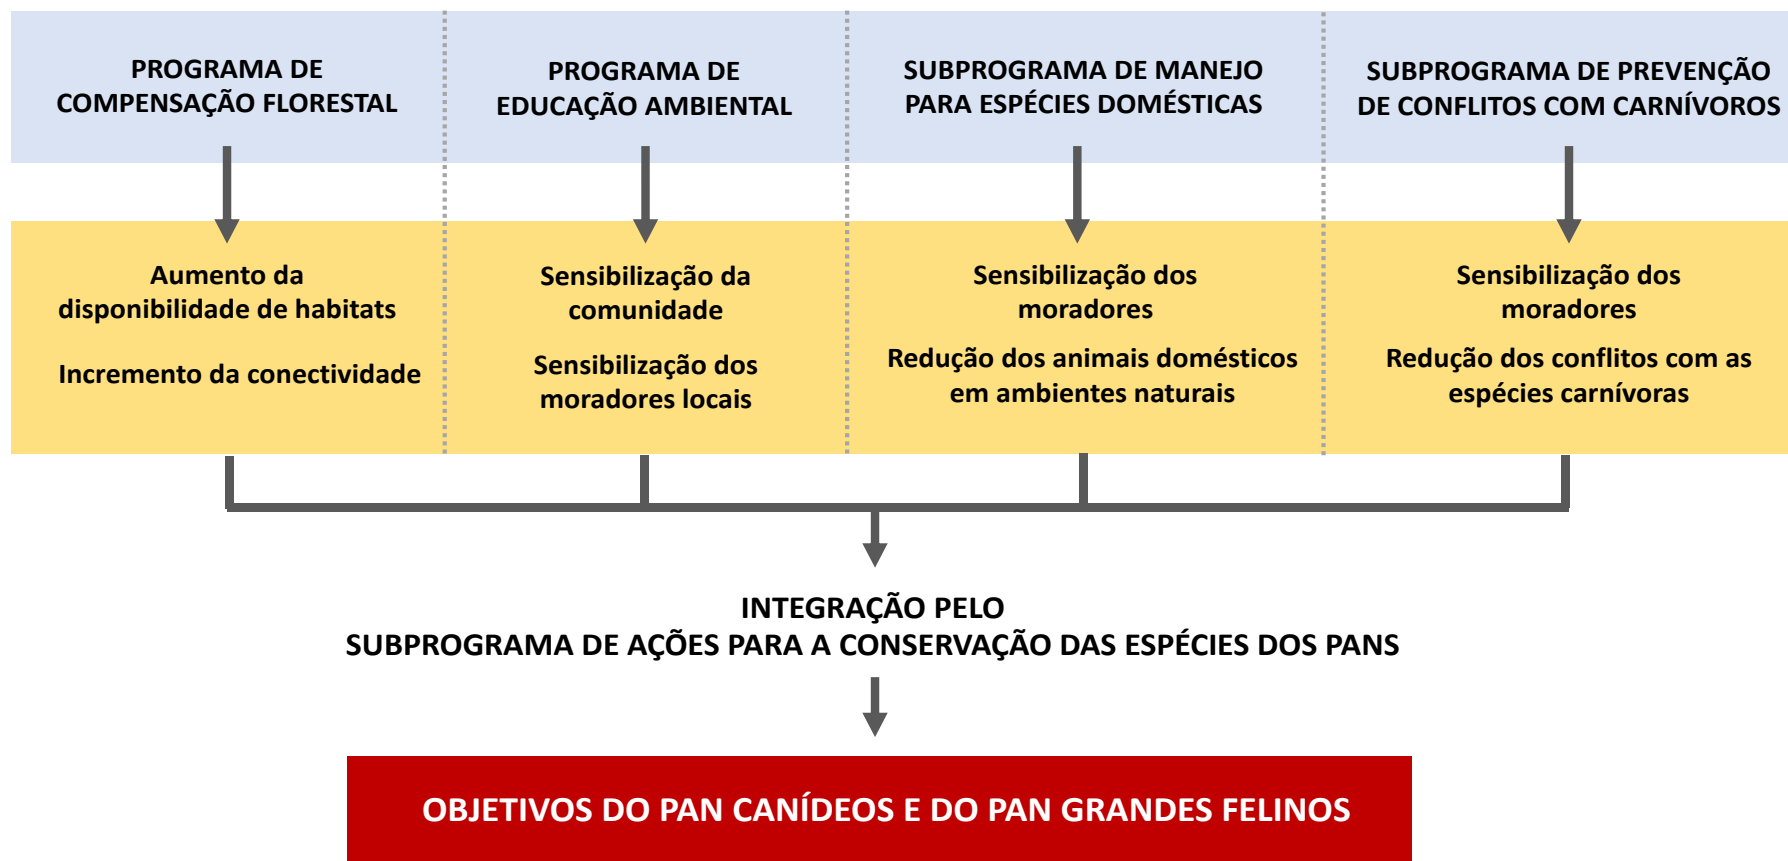 PROGRAMA DE
COMPENSAÇÃO FLORESTAL
PROGRAMA DE
EDUCAÇÃO AMBIENTAL
SUBPROGRAMA DE MANEJO
PARA ESPÉCIES DOMÉSTICAS
SUBPROGRAMA DE PREVENÇÃO
DE CONFLITOS COM CARNÍVOROS
Aumento da
disponibilidade de habitats
Incremento da conectividade
Sensibilização da
comunidade
Sensibilização dos
moradores locais
Sensibilização dos
moradores
Redução dos animais domésticos
em ambientes naturais
Sensibilização dos
moradores
Redução dos conflitos com as
espécies carnívoras
INTEGRAÇÃO PELO
SUBPROGRAMA DE AÇÕES PARA A CONSERVAÇÃO DAS ESPÉCIES DOS PANS
OBJETIVOS DO PAN CANÍDEOS E DO PAN GRANDES FELINOS